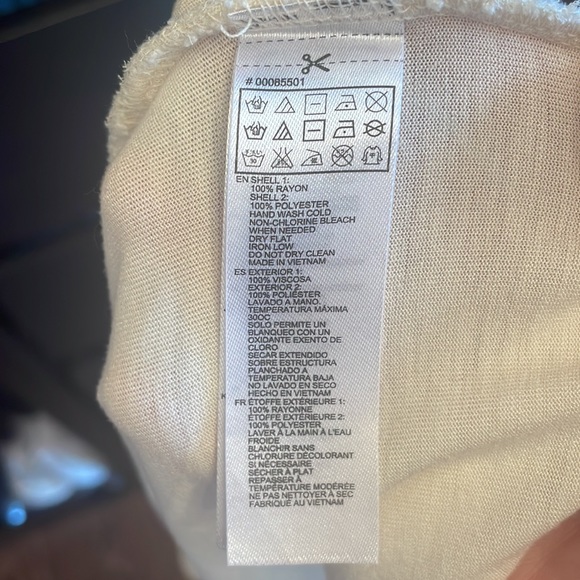 # 00085501
EN SHELL 1:
100% RAYON
SHELL 2:
100% POLYESTER
HAND WASH COLD
NON-CHLORINE BLEACH
WHEN NEEDED
DRY FLAT
IRON LOW
DO NOT DRY CLEAN
MADE IN VIETNAM
ES EXTERIOR 1:
100% VISCOSA
EXTERIOR 2:
100% POLIÉSTER
LAVADO A MANO.
TEMPERATURA MÁXIMA
30OC
SOLO PERMITE UN
BLANQUEO CON UN
OXIDANTE EXENTO DE
CLORO
SECAR EXTENDIDO
SOBRE ESTRUCTURA
PLANCHADO A
TEMPERATURA BAJA
NO LAVADO EN SECO
HECHO EN VIETNAM
FR ÉTOFFE EXTÉRIEURE 1:
100% RAYONNE
ÉTOFFE EXTÉRIEURE 2:
100% POLYESTER
LAVER À LA MAIN À L'EAU
FROIDE
BLANCHIR SANS
CHLORURE DÉCOLORANT
SI NÉCESSAIRE
SÉCHER À PLAT
REPASSER À
TEMPÉRATURE MODÉRÉE
NE PAS NETTOYER À SEC
FABRIQUÉ AU VIETNAM